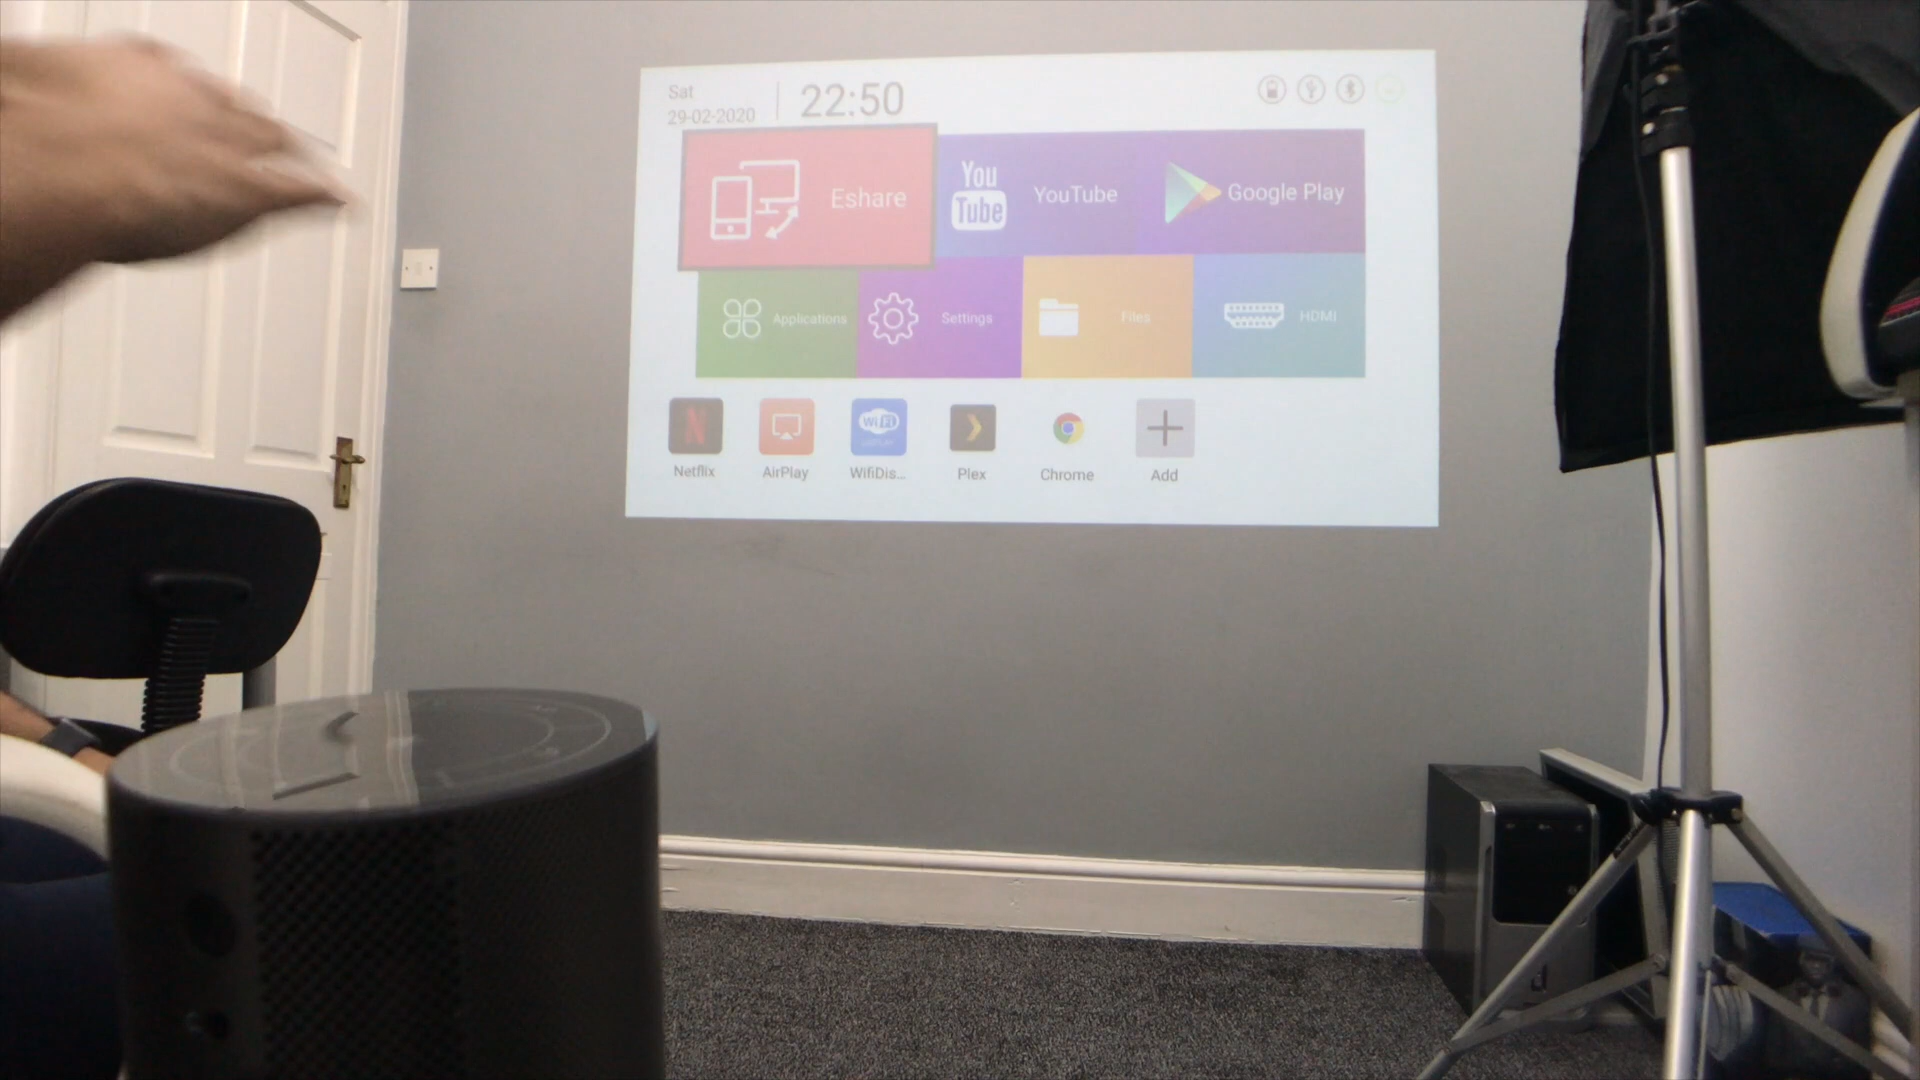 Sat
29-02-2020
22:50
Eshare
You
Tube
YouTube
Google Play
Applications
Settings
Files
HDMI
N
WiFi
Netflix
AirPlay
WifiDis...
Plex
Chrome
Add